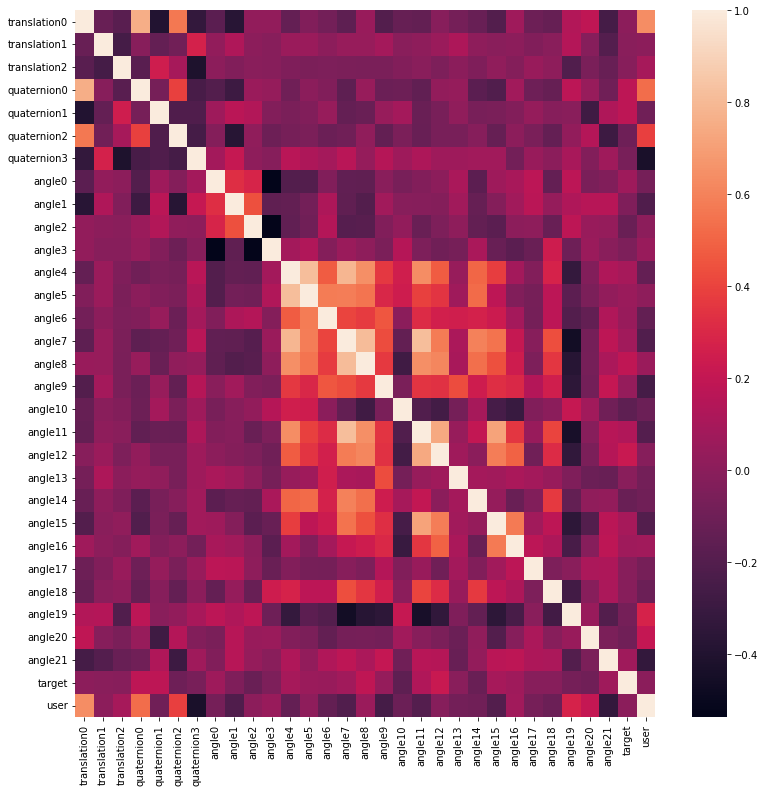 translation0
translation1
translation2
quaternion0
quaternion1
quaternion2
quaternion3
angle0
angle1
angle2
angle3
angle4
angle5
angle6
angle7
angle8
angle9
angle10
angle11
angle12
angle13
angle14
angle15
angle16
angle17
angle18
angle19
angle20
angle21
target
user
translation0
translation1
translation2
quaternion0
quaternion1
quaternion2
quaternion3
angle0
angle1
angle2
angle3
angle4
angle5
angle6
angle7
angle8
angle9
angle10
angle11
angle12
angle13
angle14
angle15
angle16
angle17
angle18
angle19
angle20
angle21
target
user
1.0
0.8
0.6
0.4
0.2
0.0
−0.2
−0.4